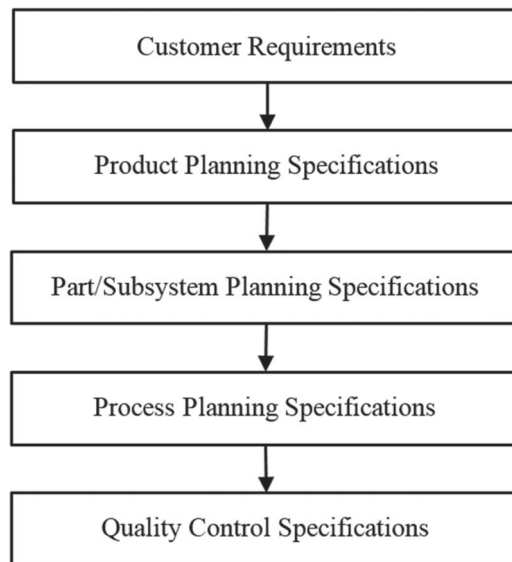 Customer Requirements
Product Planning Specifications
Part/Subsystem Planning Specifications
Process Planning Specifications
Quality Control Specifications